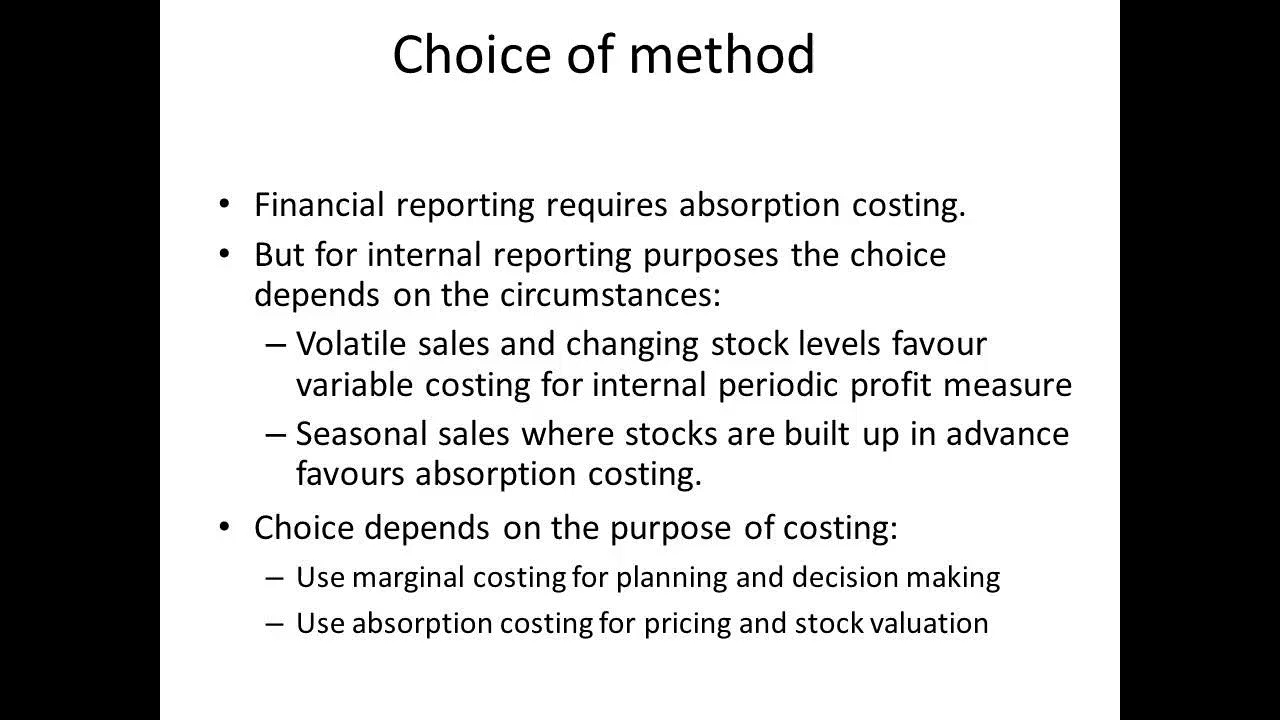 Choice of method
• Financial reporting requires absorption costing.
• But for internal reporting purposes the choice
depends on the circumstances:
– Volatile sales and changing stock levels favour
variable costing for internal periodic profit measure
– Seasonal sales where stocks are built up in advance
favours absorption costing.
• Choice depends on the purpose of costing:
– Use marginal costing for planning and decision making
– Use absorption costing for pricing and stock valuation